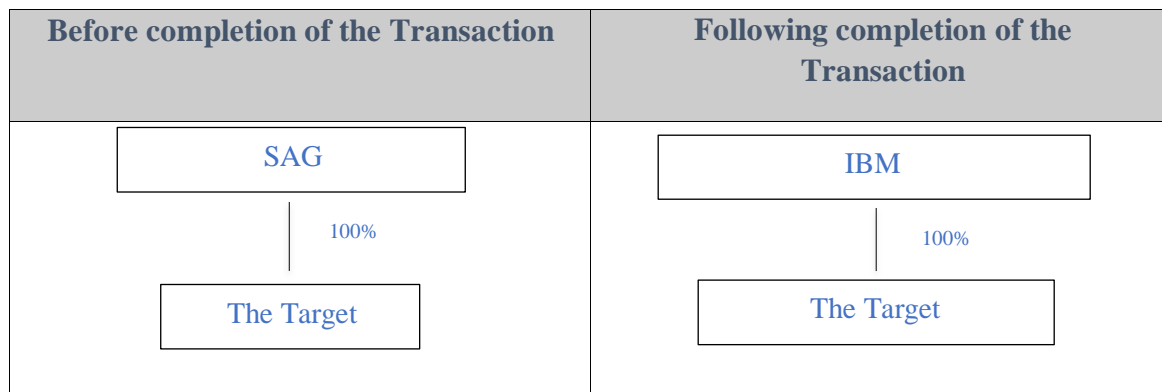 Before completion of the Transaction
Following completion of the
Transaction
SAG
100%
The Target
IBM
100%
The Target